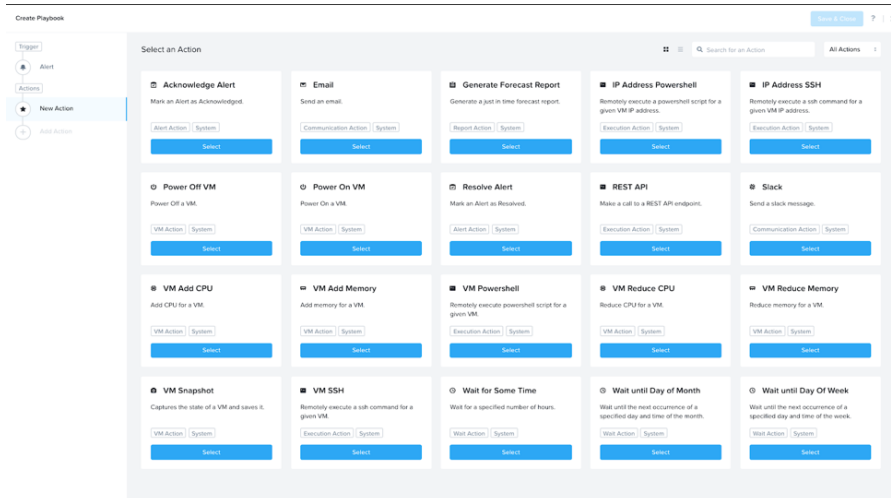 Create Playbook
Save & Close
?
Trigger
Alert
Actions
New Action
Add Action
Select an Action
Search for an Action
All Actions
Acknowledge Alert
Mark an Alert as Acknowledged.
Alert Action System
Select
Email
Send an email.
Communication Action System
Select
Generate Forecast Report
Generate a just in time forecast report.
Report Action System
Select
IP Address Powershell
Remotely execute a powershell script for a
given VM IP address.
Execution Action System
Select
IP Address SSH
Remotely execute a ssh command for a
given VM IP address.
Execution Action System
Select
Power Off VM
Power Off a VM.
VM Action System
Select
Power On VM
Power On a VM.
VM Action System
Select
Resolve Alert
Mark an Alert as Resolved.
Alert Action System
Select
REST API
Make a call to a REST API endpoint.
Execution Action System
Select
Slack
Send a slack message.
Communication Action System
Select
VM Add CPU
Add CPU for a VM.
VM Action System
Select
VM Add Memory
Add memory for a VM.
VM Action System
Select
VM Powershell
Remotely execute powershell script for a
given VM.
Execution Action System
Select
VM Reduce CPU
Reduce CPU for a VM.
VM Action System
Select
VM Reduce Memory
Reduce memory for a VM.
VM Action System
Select
VM Snapshot
Captures the state of a VM and saves it.
VM Action System
Select
VM SSH
Remotely execute a ssh command for a
given VM.
Execution Action System
Select
Wait for Some Time
Wait for a specified number of hours.
Wait Action System
Select
Wait until Day of Month
Wait until the next occurrence of a
specified day and time of the month.
Wait Action System
Select
Wait until Day Of Week
Wait until the next occurrence of a
specified day and time of the week.
Wait Action System
Select